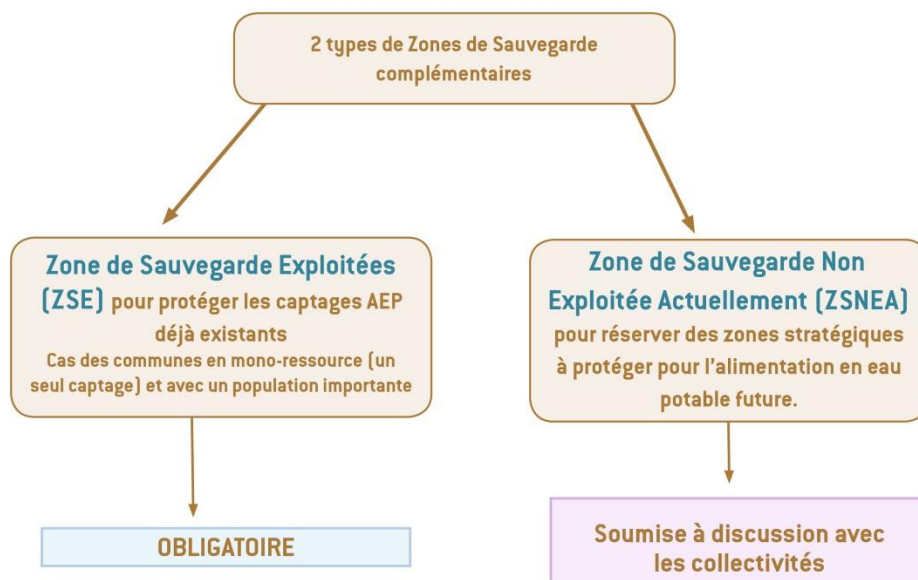 2 types de Zones de Sauvegarde
complémentaires
Zone de Sauvegarde Exploitées
(ZSE) pour protéger les captages AEP
déjà existants
Cas des communes en mono-ressource (un
seul captage) et avec un population importante
Zone de Sauvegarde Non
Exploitée Actuellement (ZSNEA)
pour réserver des zones stratégiques
à protéger pour l'alimentation en eau
potable future.
OBLIGATOIRE
Soumise à discussion avec
les collectivités